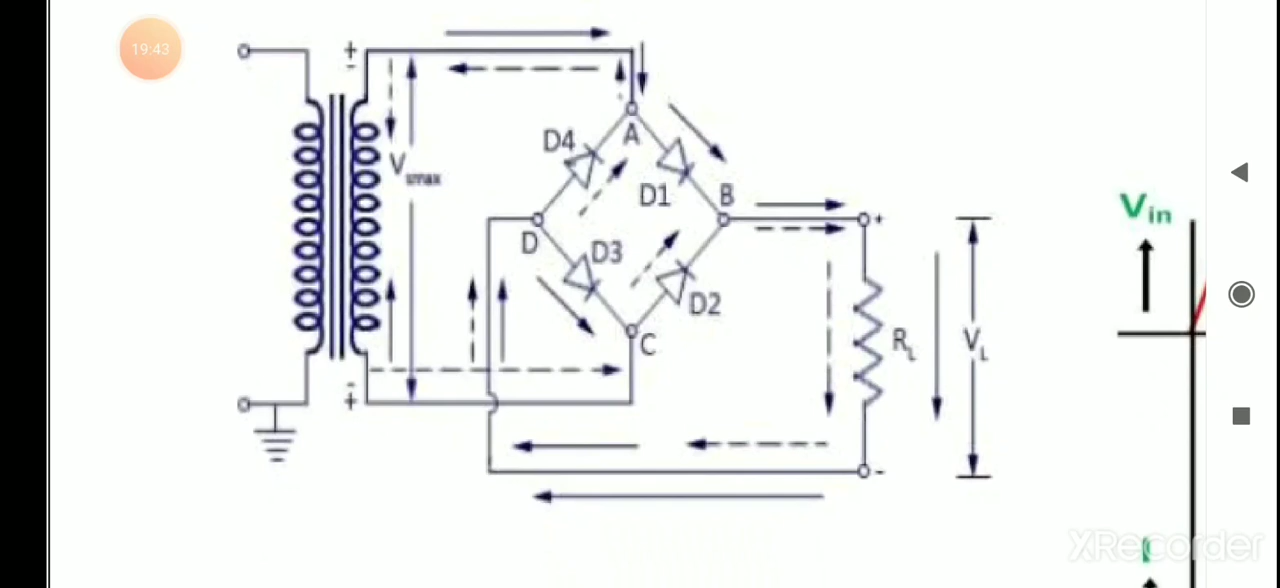 19:43
+
-
D4
A
Vsmax
D1
B
Vin
+
D
D3
D2
C
RL
VL
-
+
-
I
XRecorder